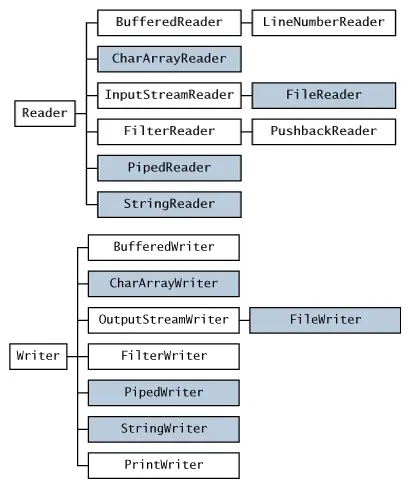 BufferedReader LineNumberReader
CharArrayReader
InputStreamReader FileReader
Reader
FilterReader PushbackReader
PipedReader
StringReader
BufferedWriter
CharArrayWriter
OutputStreamWriter FileWriter
Writer
FilterWriter
PipedWriter
StringWriter
PrintWriter